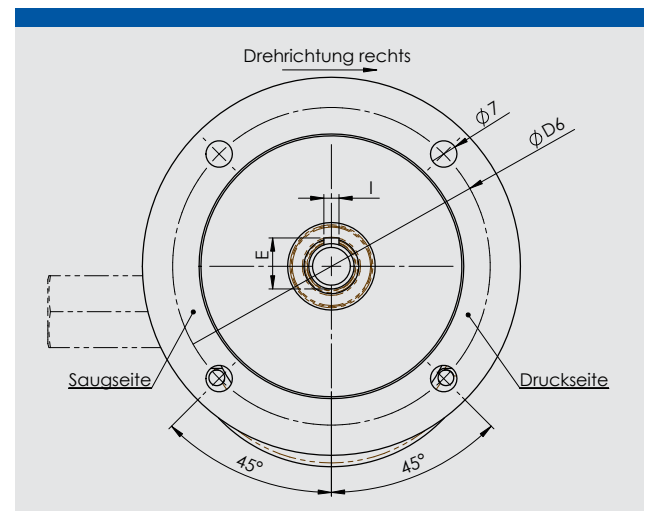 Drehrichtung rechts
ϕ7
ϕD6
I
E
Saugseite
Druckseite
45°
45°